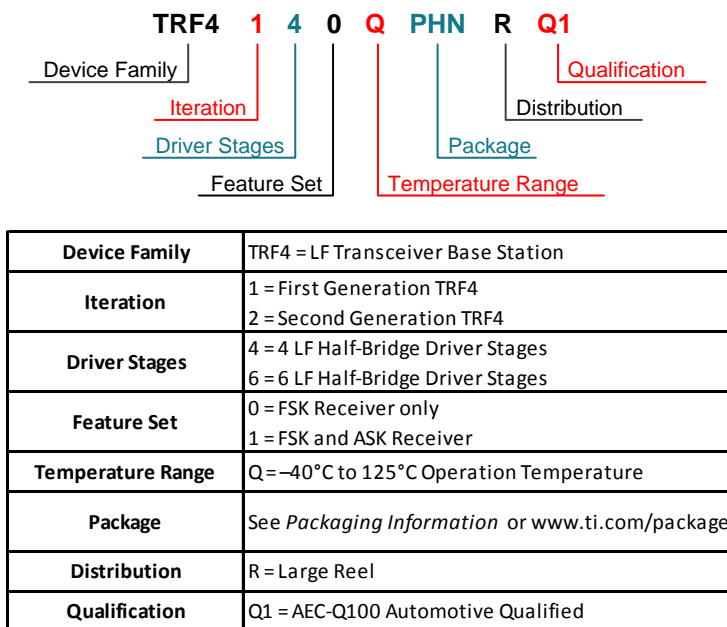 TRF4 1 4 0 Q PHN R Q1
Device Family
Qualification
Iteration
Distribution
Driver Stages
Package
Feature Set
Temperature Range
Device Family TRF4 = LF Transceiver Base Station
Iteration
1 = First Generation TRF4
2 = Second Generation TRF4
Driver Stages
4 = 4 LF Half-Bridge Driver Stages
6 = 6 LF Half-Bridge Driver Stages
Feature Set
0 = FSK Receiver only
1 = FSK and ASK Receiver
Temperature Range Q = –40°C to 125°C Operation Temperature
Package See Packaging Information or www.ti.com/package
Distribution R = Large Reel
Qualification Q1 = AEC-Q100 Automotive Qualified